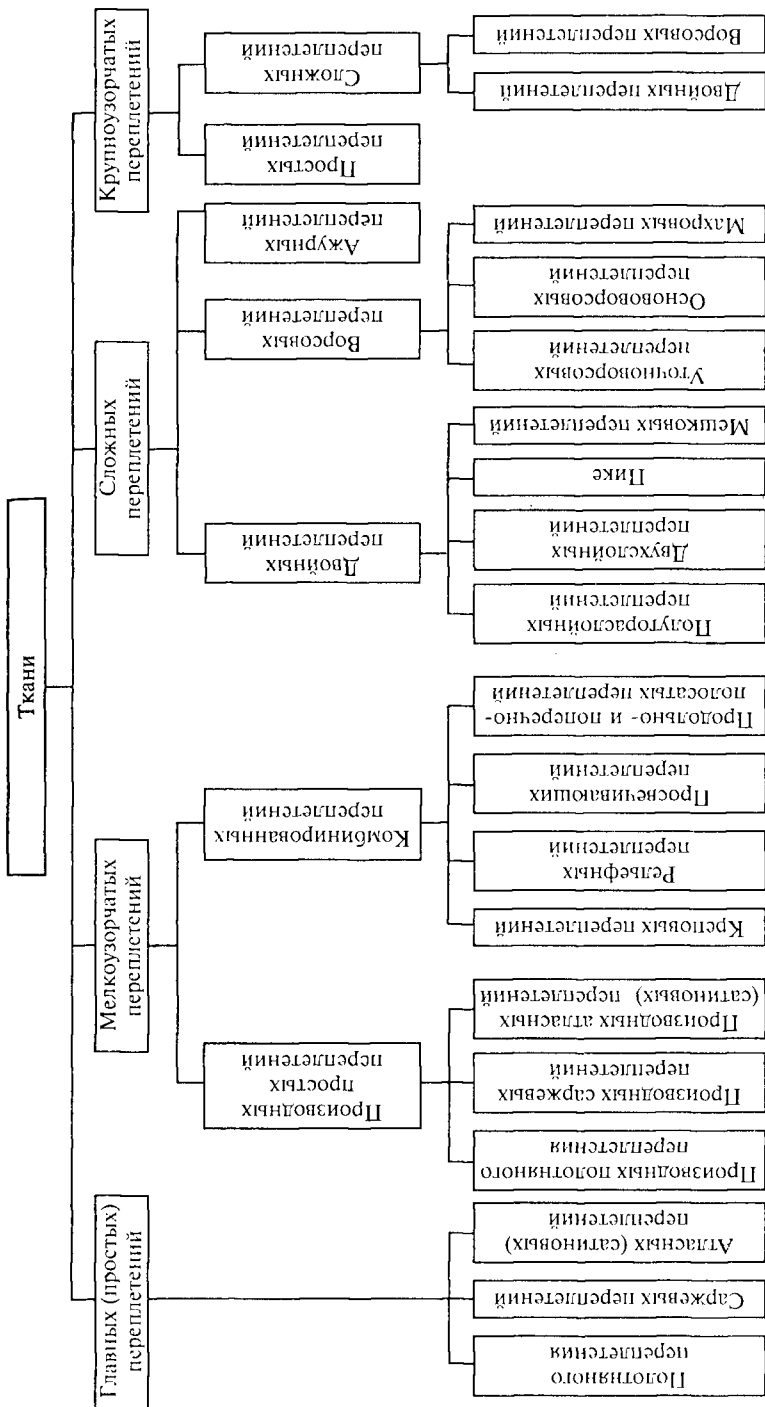 Ткани
Главных (простых)
переплетений
Мелкоузорчатых
переплетений
Сложных
переплетений
Крупноузорчатых
переплетений
Производных
простых
переплетений
Комбинированных
переплетений
Двойных
переплетений
Ворсовых
переплетений
Ажурных
переплетений
Простых
переплетений
Сложных
переплетений
Полотняного
переплетения
Саржевых переплетений
Атласных (сатиновых)
переплетений
Производных полотняного
переплетения
Производных саржевых
переплетений
Производных атласных
(сатиновых) переплетений
Креповых переплетений
Рельефных
переплетений
Просвечивающих
переплетений
Продольно- и поперечно-
полосатых переплетений
Полутораслойных
переплетений
Двухслойных
переплетений
Пике
Мешковых переплетений
Уточноворсовых
переплетений
Основоворсовых
переплетений
Махровых переплетений
Двойных переплетений
Ворсовых переплетений